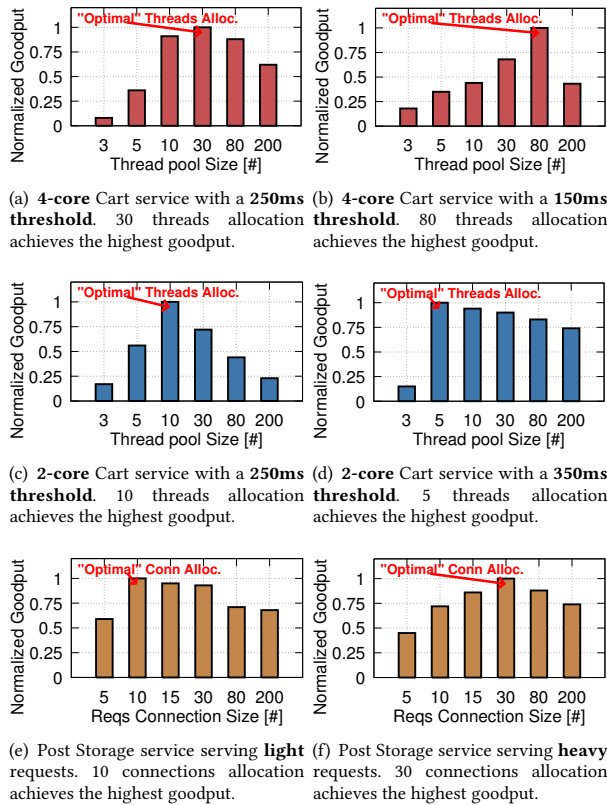 "Optimal" Threads Alloc.
Normalized Goodput
1
0.75
0.5
0.25
0
3 5 10 30 80 200
Thread pool Size [#]
(a) 4-core Cart service with a 250ms
threshold. 30 threads allocation
achieves the highest goodput.
"Optimal" Threads Alloc.
Normalized Goodput
1
0.75
0.5
0.25
0
3 5 10 30 80 200
Thread pool Size [#]
(b) 4-core Cart service with a 150ms
threshold. 80 threads allocation
achieves the highest goodput.
"Optimal" Threads Alloc.
Normalized Goodput
1
0.75
0.5
0.25
0
3 5 10 30 80 200
Thread pool Size [#]
(c) 2-core Cart service with a 250ms
threshold. 10 threads allocation
achieves the highest goodput.
"Optimal" Threads Alloc.
Normalized Goodput
1
0.75
0.5
0.25
0
3 5 10 30 80 200
Thread pool Size [#]
(d) 2-core Cart service with a 350ms
threshold. 5 threads allocation
achieves the highest goodput.
"Optimal" Conn Alloc.
Normalized Goodput
1
0.75
0.5
0.25
0
5 10 15 30 80 200
Reqs Connection Size [#]
(e) Post Storage service serving light
requests. 10 connections allocation
achieves the highest goodput.
"Optimal" Conn Alloc.
Normalized Goodput
1
0.75
0.5
0.25
0
5 10 15 30 80 200
Reqs Connection Size [#]
(f) Post Storage service serving heavy
requests. 30 connections allocation
achieves the highest goodput.